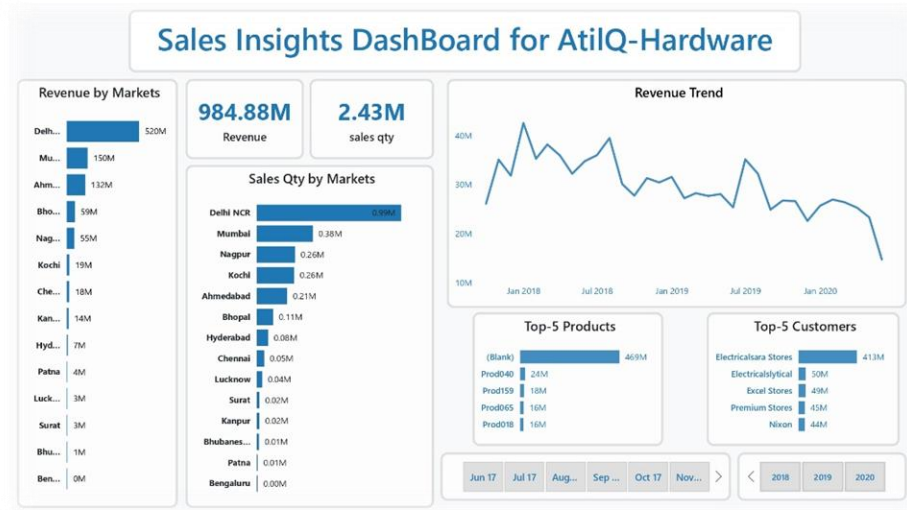 Sales Insights DashBoard for AtilQ-Hardware
Revenue by Markets
Delh... 520M
Mu... 150M
Ahm... 132M
Bho... 59M
Nag... 55M
Kochi 19M
Che... 18M
Kan... 14M
Hyd... 7M
Patna 4M
Luck... 3M
Surat 3M
Bhu... 1M
Ben... 0M
984.88M
Revenue
2.43M
sales qty
Sales Qty by Markets
Delhi NCR 0.99M
Mumbai 0.38M
Nagpur 0.26M
Kochi 0.26M
Ahmedabad 0.21M
Bhopal 0.11M
Hyderabad 0.08M
Chennai 0.05M
Lucknow 0.04M
Surat 0.02M
Kanpur 0.02M
Bhubanes... 0.01M
Patna 0.01M
Bengaluru 0.00M
Revenue Trend
40M
30M
20M
10M
Jan 2018 Jul 2018 Jan 2019 Jul 2019 Jan 2020
Top-5 Products
(Blank) 469M
Prod040 24M
Prod159 18M
Prod065 16M
Prod018 16M
Top-5 Customers
Electricalsara Stores 413M
Electricalslytical 50M
Excel Stores 49M
Premium Stores 45M
Nixon 44M
Jun 17 Jul 17 Aug... Sep ... Oct 17 Nov...
2018 2019 2020